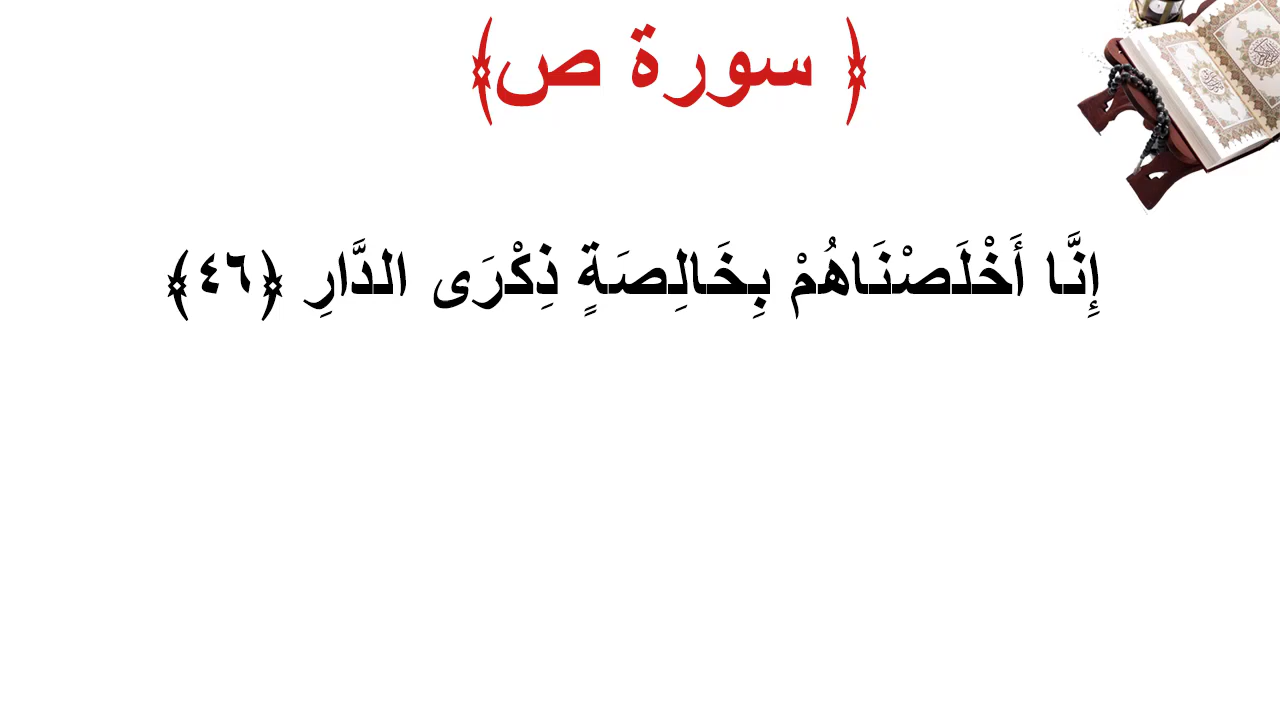 ﴿ سورة ص﴾
إِنَّا أَخْلَصْنَاهُمْ بِخَالِصَةٍ ذِكْرَى الدَّارِ ﴿٤٦﴾